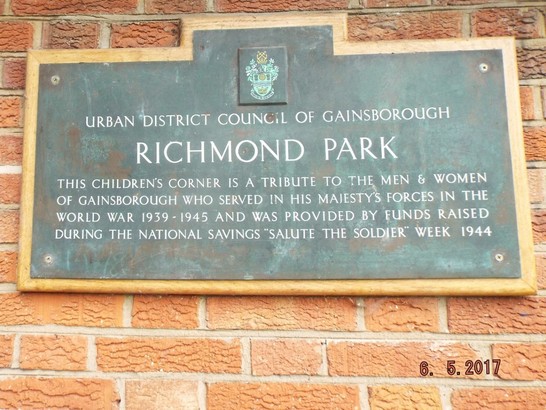 URBAN DISTRICT COUNCIL OF GAINSBOROUGH
RICHMOND PARK
THIS CHILDREN'S CORNER IS A TRIBUTE TO THE MEN & WOMEN
OF GAINSBOROUGH WHO SERVED IN HIS MAJESTY'S FORCES IN THE
WORLD WAR 1939-1945 AND WAS PROVIDED BY FUNDS RAISED
DURING THE NATIONAL SAVINGS "SALUTE THE SOLDIER" WEEK 1944
6. 5.2017